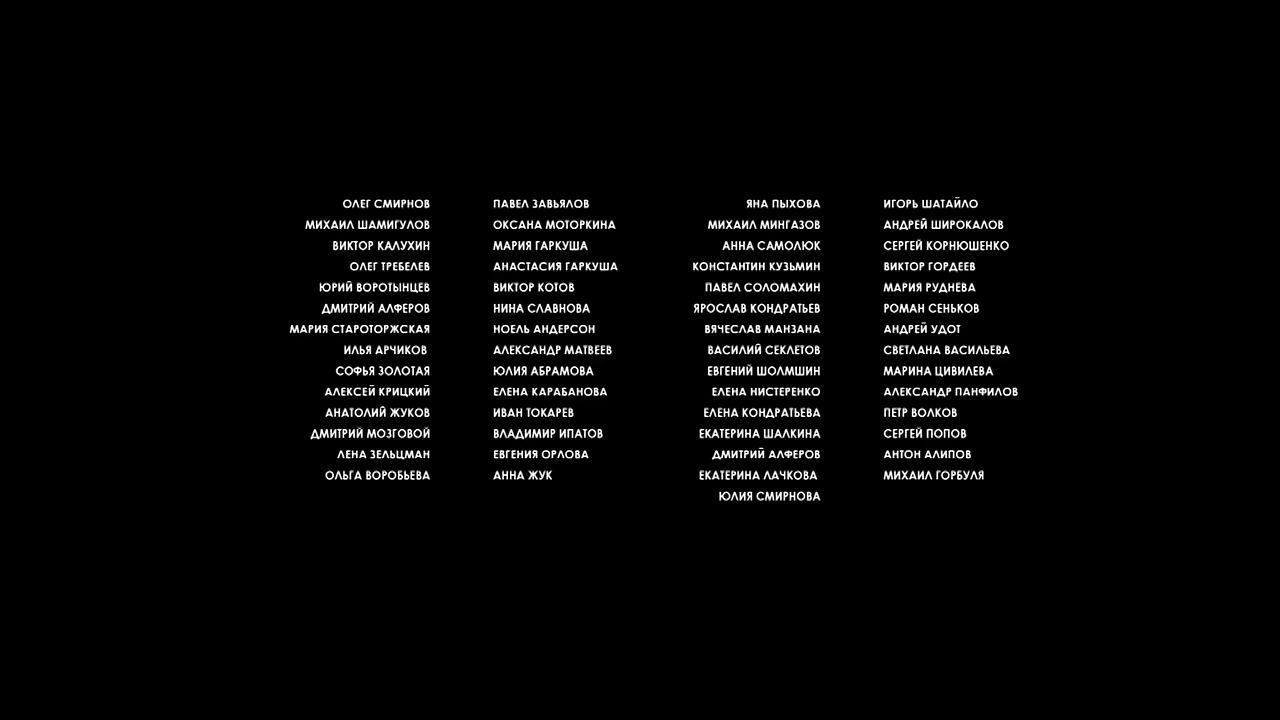 ОЛЕГ СМИРНОВ
МИХАИЛ ШАМИГУЛОВ
ВИКТОР КАЛУХИН
ОЛЕГ ТРЕБЕЛЕВ
ЮРИЙ ВОРОТЫНЦЕВ
ДМИТРИЙ АЛФЕРОВ
МАРИЯ СТАРОТОРЖСКАЯ
ИЛЬЯ АРЧИКОВ
СОФЬЯ ЗОЛОТАЯ
АЛЕКСЕЙ КРИЦКИЙ
АНАТОЛИЙ ЖУКОВ
ДМИТРИЙ МОЗГОВОЙ
ЛЕНА ЗЕЛЬЦМАН
ОЛЬГА ВОРОБЬЕВА
ПАВЕЛ ЗАВЬЯЛОВ
ОКСАНА МОТОРКИНА
МАРИЯ ГАРКУША
АНАСТАСИЯ ГАРКУША
ВИКТОР КОТОВ
НИНА СЛАВНОВА
НОЕЛЬ АНДЕРСОН
АЛЕКСАНДР МАТВЕЕВ
ЮЛИЯ АБРАМОВА
ЕЛЕНА КАРАБАНОВА
ИВАН ТОКАРЕВ
ВЛАДИМИР ИПАТОВ
ЕВГЕНИЯ ОРЛОВА
АННА ЖУК
ЯНА ПЫХОВА
МИХАИЛ МИНГАЗОВ
АННА САМОЛЮК
КОНСТАНТИН КУЗЬМИН
ПАВЕЛ СОЛОМАХИН
ЯРОСЛАВ КОНДРАТЬЕВ
ВЯЧЕСЛАВ МАНЗАНА
ВАСИЛИЙ СЕКЛЕТОВ
ЕВГЕНИЙ ШОЛМШИН
ЕЛЕНА НИСТЕРЕНКО
ЕЛЕНА КОНДРАТЬЕВА
ЕКАТЕРИНА ШАЛКИНА
ДМИТРИЙ АЛФЕРОВ
ЕКАТЕРИНА ЛАЧКОВА
ЮЛИЯ СМИРНОВА
ИГОРЬ ШАТАЙЛО
АНДРЕЙ ШИРОКАЛОВ
СЕРГЕЙ КОРНЮШЕНКО
ВИКТОР ГОРДЕЕВ
МАРИЯ РУДНЕВА
РОМАН СЕНЬКОВ
АНДРЕЙ УДОТ
СВЕТЛАНА ВАСИЛЬЕВА
МАРИНА ЦИВИЛЕВА
АЛЕКСАНДР ПАНФИЛОВ
ПЕТР ВОЛКОВ
СЕРГЕЙ ПОПОВ
АНТОН АЛИПОВ
МИХАИЛ ГОРБУЛЯ